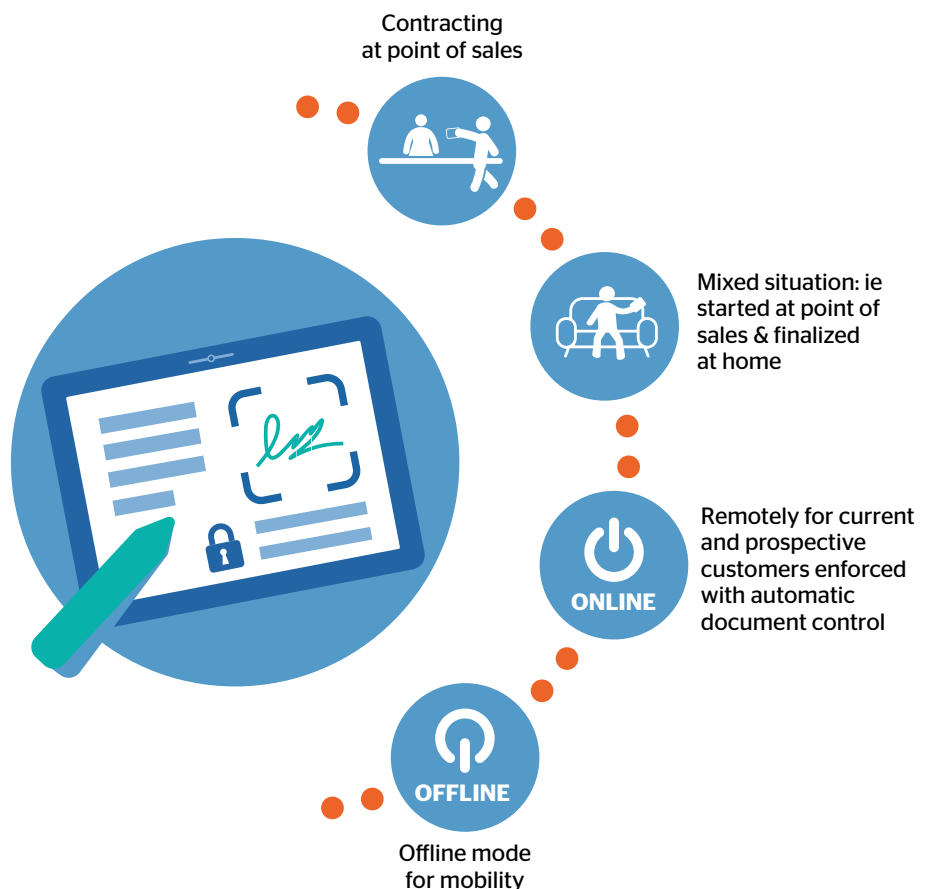 Contracting
at point of sales
Mixed situation: ie
started at point of
sales & finalized
at home
ONLINE
Remotely for current
and prospective
customers enforced
with automatic
document control
OFFLINE
Offline mode
for mobility